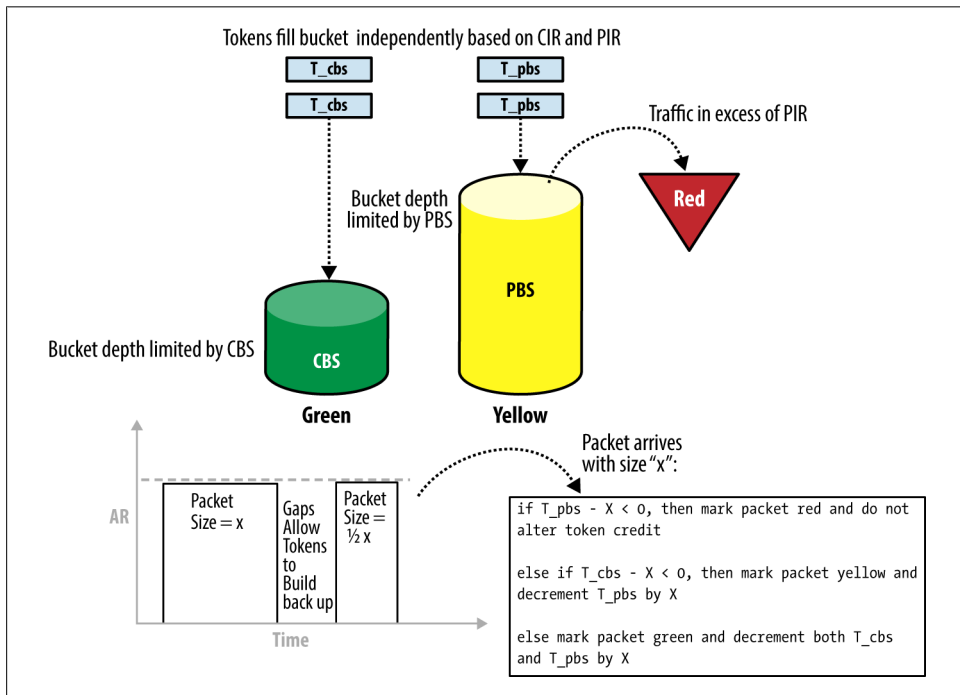 Tokens fill bucket independently based on CIR and PIR
T_cbs
T_pbs
T_cbs
T_pbs
Traffic in excess of PIR
Red
Bucket depth
limited by PBS
PBS
Bucket depth limited by CBS
CBS
Green
Yellow
AR
Packet
Size = x
Gaps
Allow
Tokens
to
Build
back up
Packet
Size =
½ x
Time
Packet arrives
with size “x”:
if T_pbs - X < 0, then mark packet red and do not
alter token credit
else if T_cbs - X < 0, then mark packet yellow and
decrement T_pbs by X
else mark packet green and decrement both T_cbs
and T_pbs by X